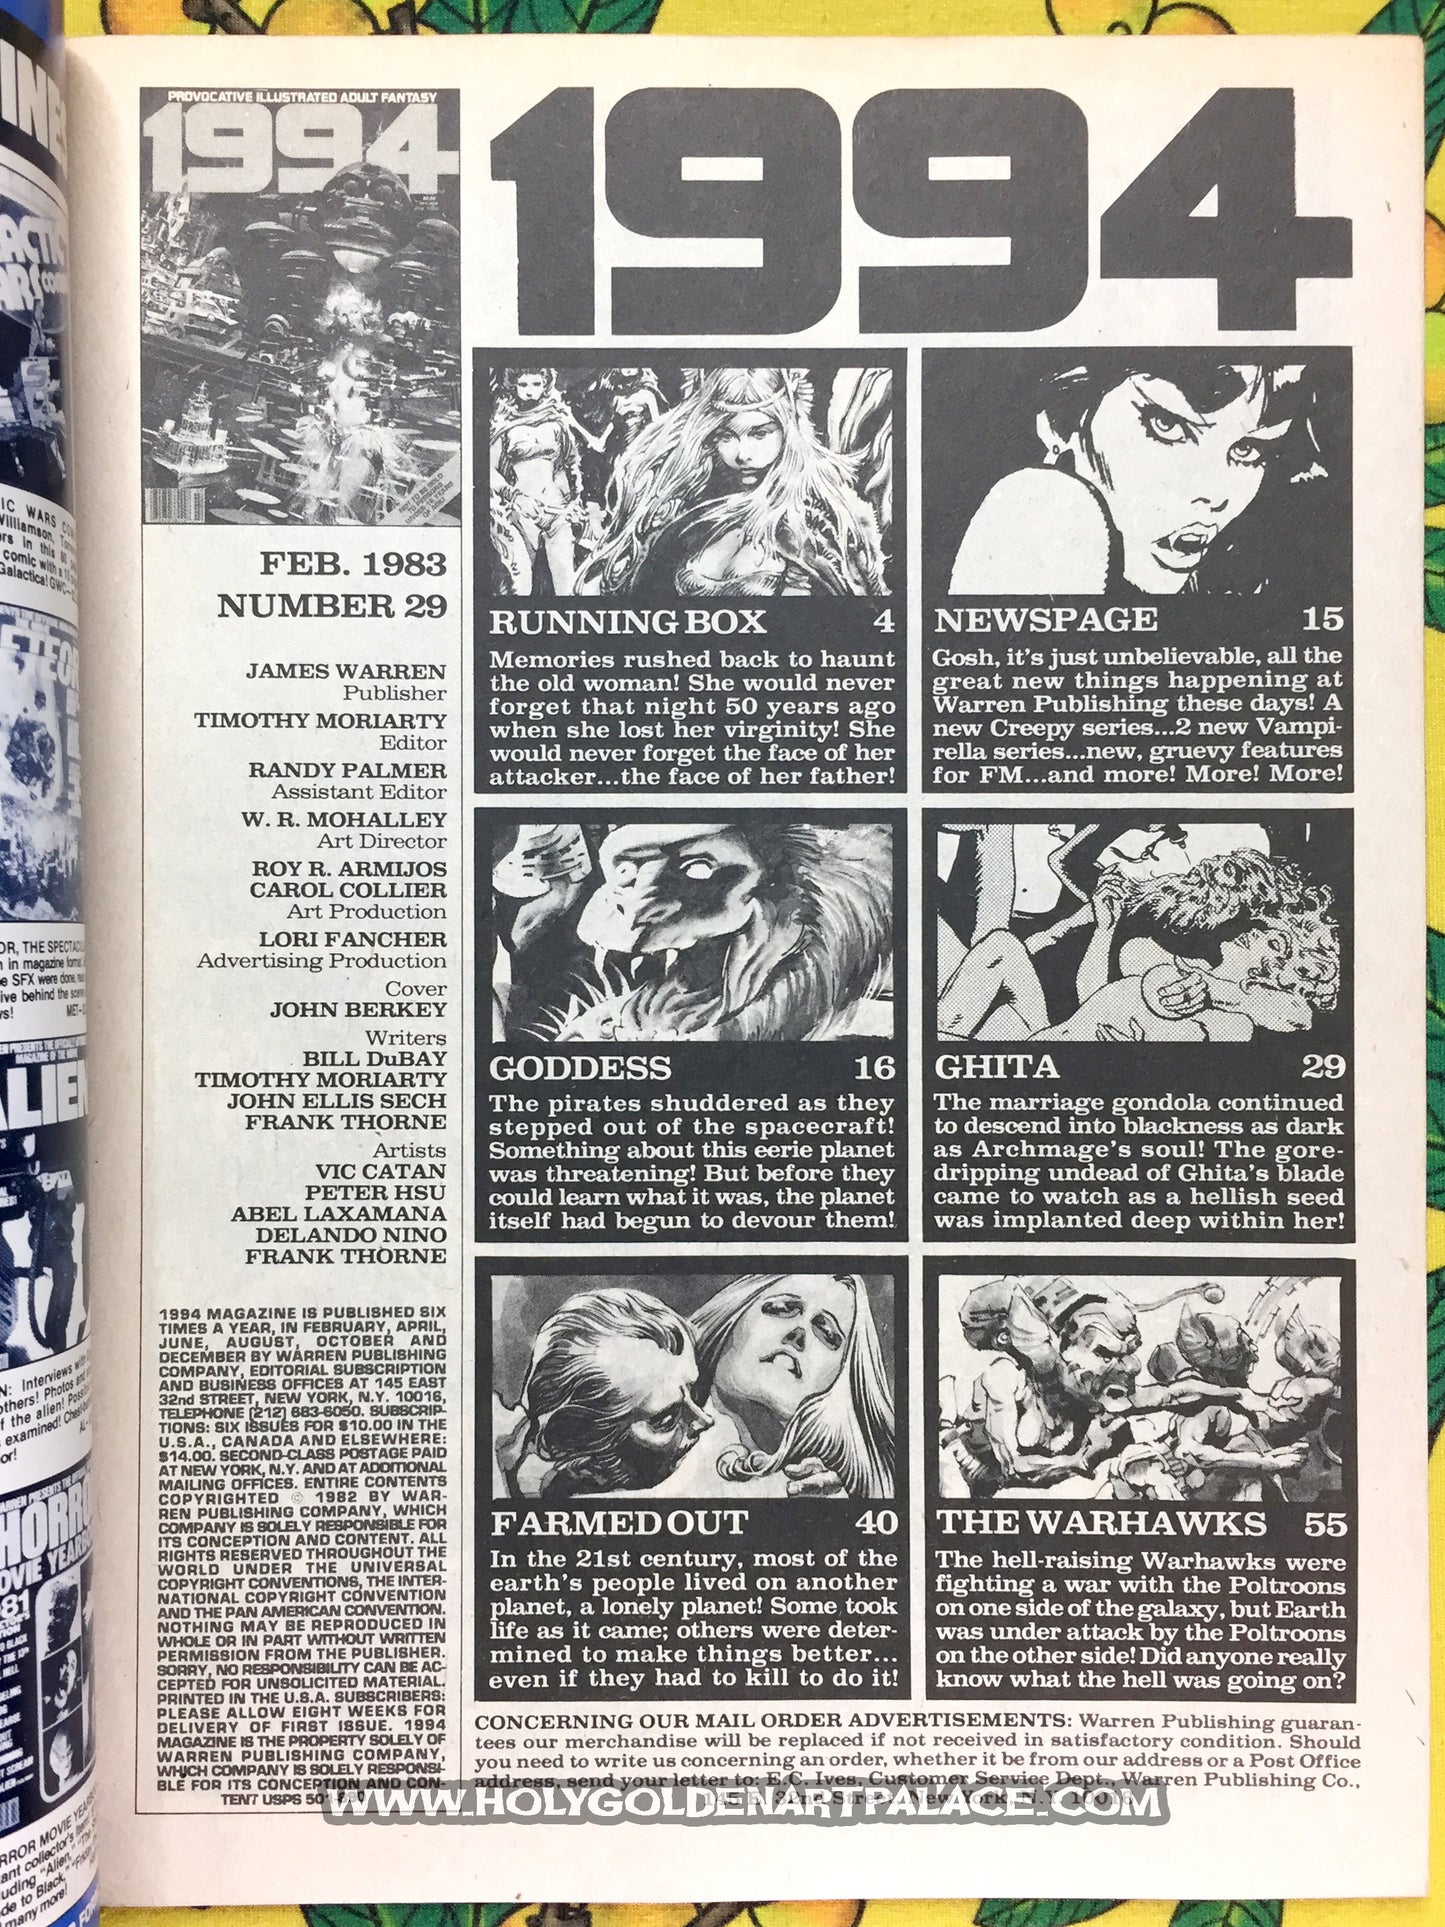 PROVOCATIVE ILLUSTRATED ADULT FANTASY
1994
1994
FEB. 1983
NUMBER 29
JAMES WARREN
Publisher
TIMOTHY MORIARTY
Editor
RANDY PALMER
Assistant Editor
W. R. MOHALLEY
Art Director
ROY R. ARMIJOS
CAROL COLLIER
Art Production
LORI FANCHER
Advertising Production
Cover
JOHN BERKEY
Writers
BILL DuBAY
TIMOTHY MORIARTY
JOHN ELLIS SECH
FRANK THORNE
Artists
VIC CATAN
PETER HSU
ABEL LAXAMANA
DELANDO NINO
FRANK THORNE
1994 MAGAZINE IS PUBLISHED SIX
TIMES A YEAR, IN FEBRUARY, APRIL,
JUNE, AUGUST, OCTOBER AND
DECEMBER BY WARREN PUBLISHING
COMPANY, EDITORIAL SUBSCRIPTION
AND BUSINESS OFFICES AT 145 EAST
32nd STREET, NEW YORK, N.Y. 10016,
TELEPHONE (212) 683-6050. SUBSCRIP-
TIONS: SIX ISSUES FOR $10.00 IN THE
U.S.A., CANADA AND ELSEWHERE:
$14.00. SECOND-CLASS POSTAGE PAID
AT NEW YORK, N.Y. AND AT ADDITIONAL
MAILING OFFICES. ENTIRE CONTENTS
COPYRIGHTED © 1982 BY WAR-
REN PUBLISHING COMPANY, WHICH
COMPANY IS SOLELY RESPONSIBLE FOR
ITS CONCEPTION AND CONTENT. ALL
RIGHTS RESERVED THROUGHOUT THE
WORLD UNDER THE UNIVERSAL
COPYRIGHT CONVENTIONS, THE INTER-
NATIONAL COPYRIGHT CONVENTION
AND THE PAN AMERICAN CONVENTION.
NOTHING MAY BE REPRODUCED IN
WHOLE OR IN PART WITHOUT WRITTEN
PERMISSION FROM THE PUBLISHER.
SORRY, NO RESPONSIBILITY CAN BE AC-
CEPTED FOR UNSOLICITED MATERIAL.
PRINTED IN THE U.S.A. SUBSCRIBERS:
PLEASE ALLOW EIGHT WEEKS FOR
DELIVERY OF FIRST ISSUE. 1994
MAGAZINE IS THE PROPERTY SOLELY OF
WARREN PUBLISHING COMPANY,
WHICH COMPANY IS SOLELY RESPONSI-
BLE FOR ITS CONCEPTION AND CON-
TENT USPS
RUNNING BOX 4
Memories rushed back to haunt
the old woman! She would never
forget that night 50 years ago
when she lost her virginity! She
would never forget the face of her
attacker...the face of her father!
NEWSPAGE 15
Gosh, it's just unbelievable, all the
great new things happening at
Warren Publishing these days! A
new Creepy series...2 new Vampi-
rella series...new, gruevy features
for FM...and more! More! More!
GODDESS 16
The pirates shuddered as they
stepped out of the spacecraft!
Something about this eerie planet
was threatening! But before they
could learn what it was, the planet
itself had begun to devour them!
GHITA 29
The marriage gondola continued
to descend into blackness as dark
as Archmage's soul! The gore-
dripping undead of Ghita's blade
came to watch as a hellish seed
was implanted deep within her!
FARMED OUT 40
In the 21st century, most of the
earth's people lived on another
planet, a lonely planet! Some took
life as it came; others were deter-
mined to make things better...
even if they had to kill to do it!
THE WARHAWKS 55
The hell-raising Warhawks were
fighting a war with the Poltroons
on one side of the galaxy, but Earth
was under attack by the Poltroons
on the other side! Did anyone really
know what the hell was going on?
CONCERNING OUR MAIL ORDER ADVERTISEMENTS: Warren Publishing guaran-
tees our merchandise will be replaced if not received in satisfactory condition. Should
you need to write us concerning an order, whether it be from our address or a Post Office
address, send your letter to: E.C. Ives, Customer Service Dept., Warren Publishing Co.,
145 E. 32nd Street, New York, N.Y. 10016
WWW.HOLYGOLDENARTPALACE.COM